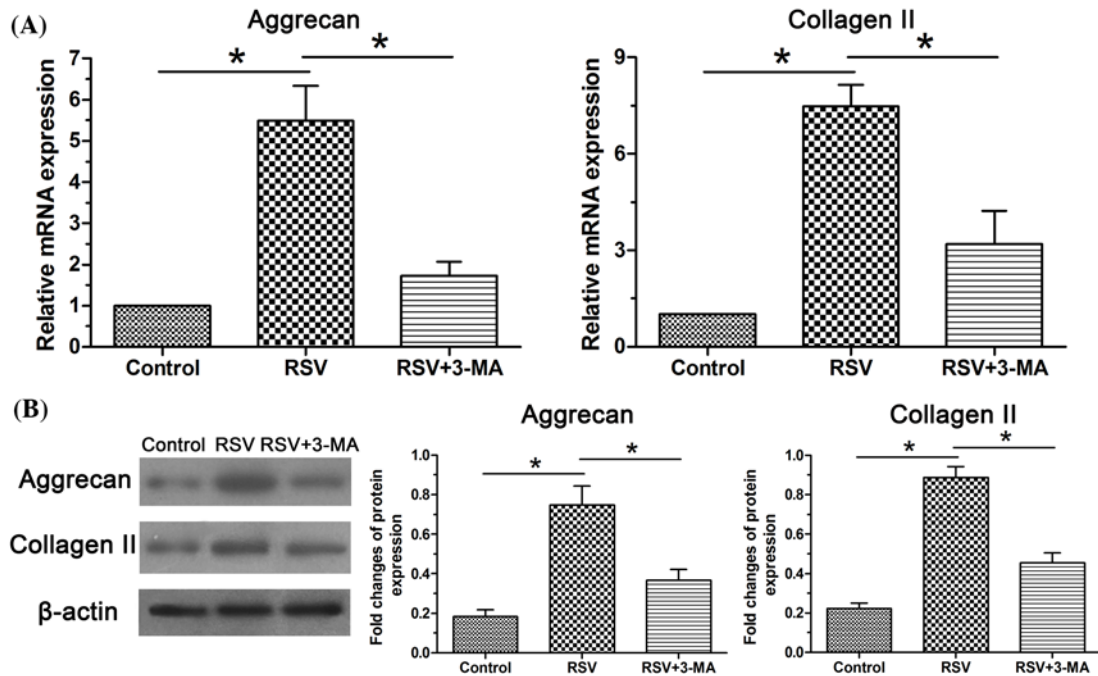 (A)
Aggrecan
Relative mRNA expression
7
6
5
4
3
2
1
0
*
*
Control
RSV
RSV+3-MA
Collagen II
Relative mRNA expression
9
6
3
0
*
*
Control
RSV
RSV+3-MA
(B)
Control RSV RSV+3-MA
Aggrecan
Collagen II
β-actin
Aggrecan
Fold changes of protein
expression
1.0
0.8
0.6
0.4
0.2
0.0
*
*
Control
RSV
RSV+3-MA
Collagen II
Fold changes of protein
expression
1.0
0.8
0.6
0.4
0.2
0.0
*
*
Control
RSV
RSV+3-MA